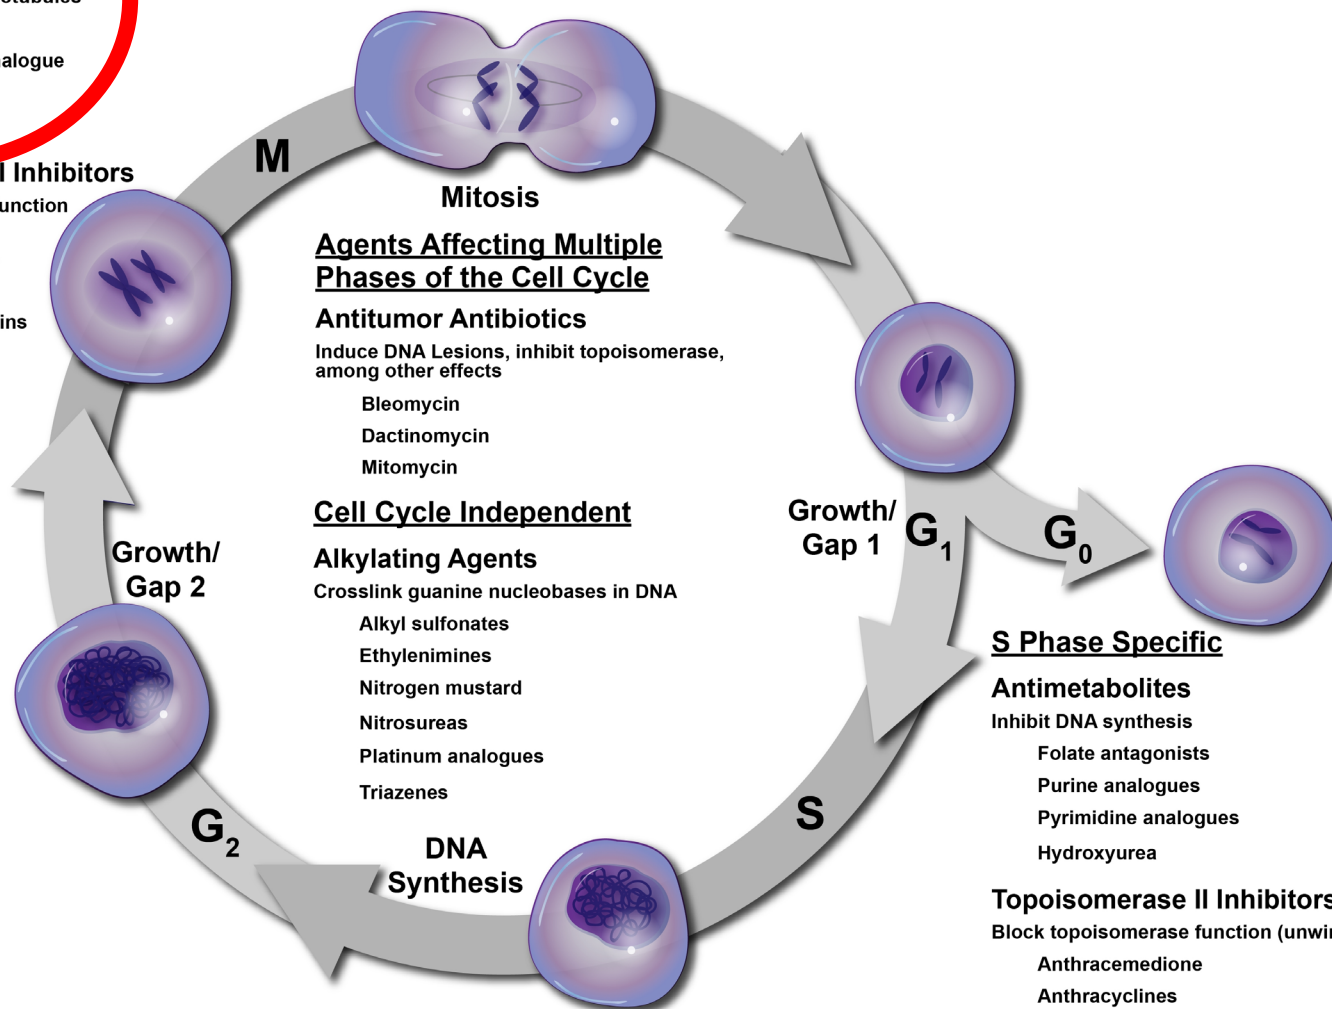 alogue
Inhibitors
unction
ins
M
Mitosis
Agents Affecting Multiple
Phases of the Cell Cycle
Antitumor Antibiotics
Induce DNA Lesions, inhibit topoisomerase,
among other effects
Bleomycin
Dactinomycin
Mitomycin
Cell Cycle Independent
Alkylating Agents
Crosslink guanine nucleobases in DNA
Alkyl sulfonates
Ethylenimines
Nitrogen mustard
Nitrosureas
Platinum analogues
Triazenes
Growth/
Gap 1
G1
G0
Growth/
Gap 2
G2
DNA
Synthesis
S
S Phase Specific
Antimetabolites
Inhibit DNA synthesis
Folate antagonists
Purine analogues
Pyrimidine analogues
Hydroxyurea
Topoisomerase II Inhibitors
Block topoisomerase function (unwin
Anthracemedione
Anthracyclines